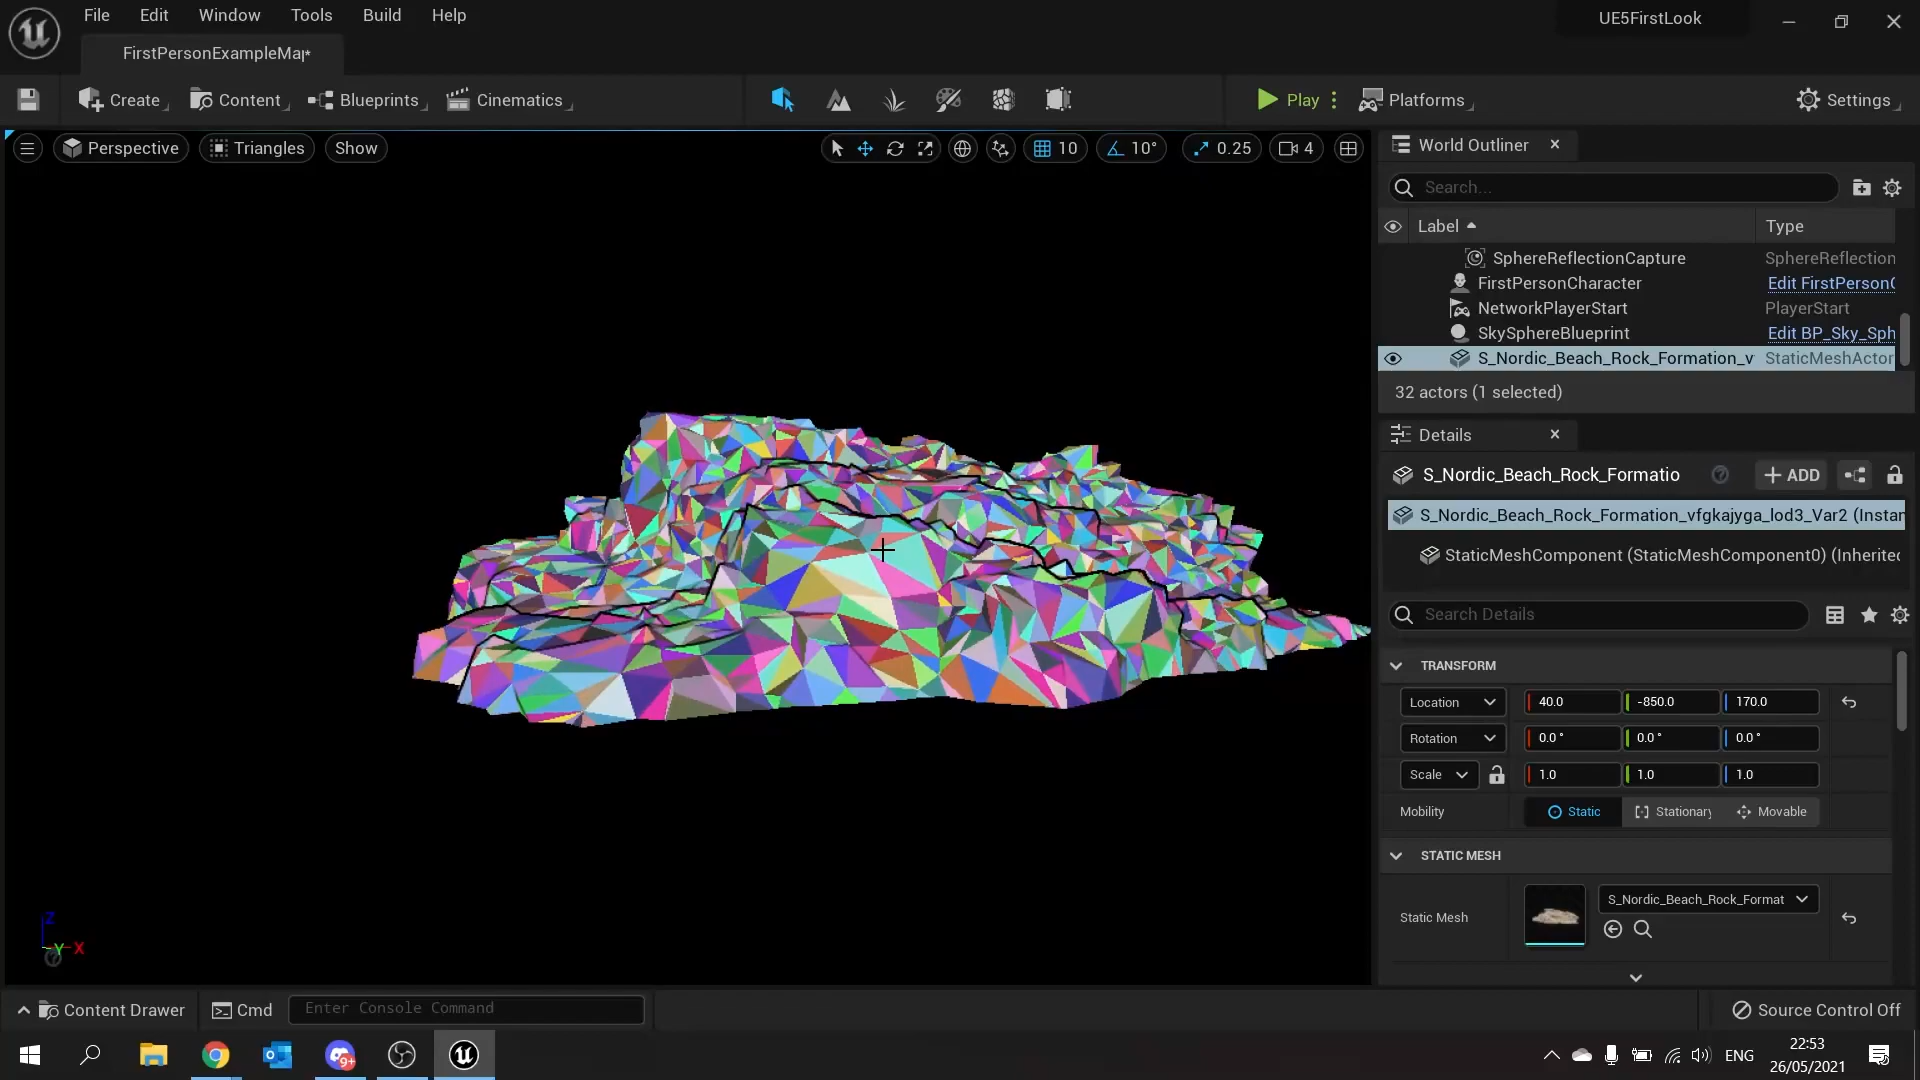 File Edit Window Tools Build Help
UE5FirstLook
FirstPersonExampleMap*
Create Content Blueprints Cinematics
Play Platforms
Settings
Perspective Triangles Show
10 10° 0.25 4
World Outliner
Search...
Label Type
SphereReflectionCapture SphereReflection
FirstPersonCharacter Edit FirstPersonC
NetworkPlayerStart PlayerStart
SkySphereBlueprint Edit BP_Sky_Sph
S_Nordic_Beach_Rock_Formation_v StaticMeshActor
32 actors (1 selected)
Details
S_Nordic_Beach_Rock_Formatio
ADD
S_Nordic_Beach_Rock_Formation_vfgkajyga_lod3_Var2 (Instan
StaticMeshComponent (StaticMeshComponent0) (Inherited
Search Details
TRANSFORM
Location 40.0 -850.0 170.0
Rotation 0.0° 0.0° 0.0°
Scale 1.0 1.0 1.0
Mobility Static Stationary Movable
STATIC MESH
Static Mesh
S_Nordic_Beach_Rock_Format
Z
Y X
Content Drawer Cmd Enter Console Command
Source Control Off
9+
ENG
22:53
26/05/2021